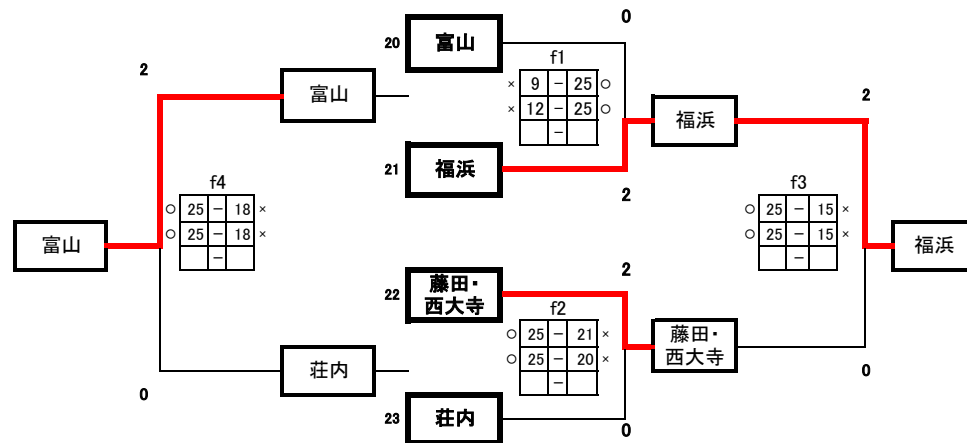 0
20
富山
2
f1
× 9 － 25 ○
× 12 － 25 ○
－
富山
福浜
2
21
福浜
2
f4
○ 25 － 18 ×
○ 25 － 18 ×
－
f3
○ 25 － 15 ×
○ 25 － 15 ×
－
富山
福浜
2
22
藤田・
西大寺
f2
○ 25 － 21 ×
○ 25 － 20 ×
－
藤田・
西大寺
荘内
0
0
23
荘内
0